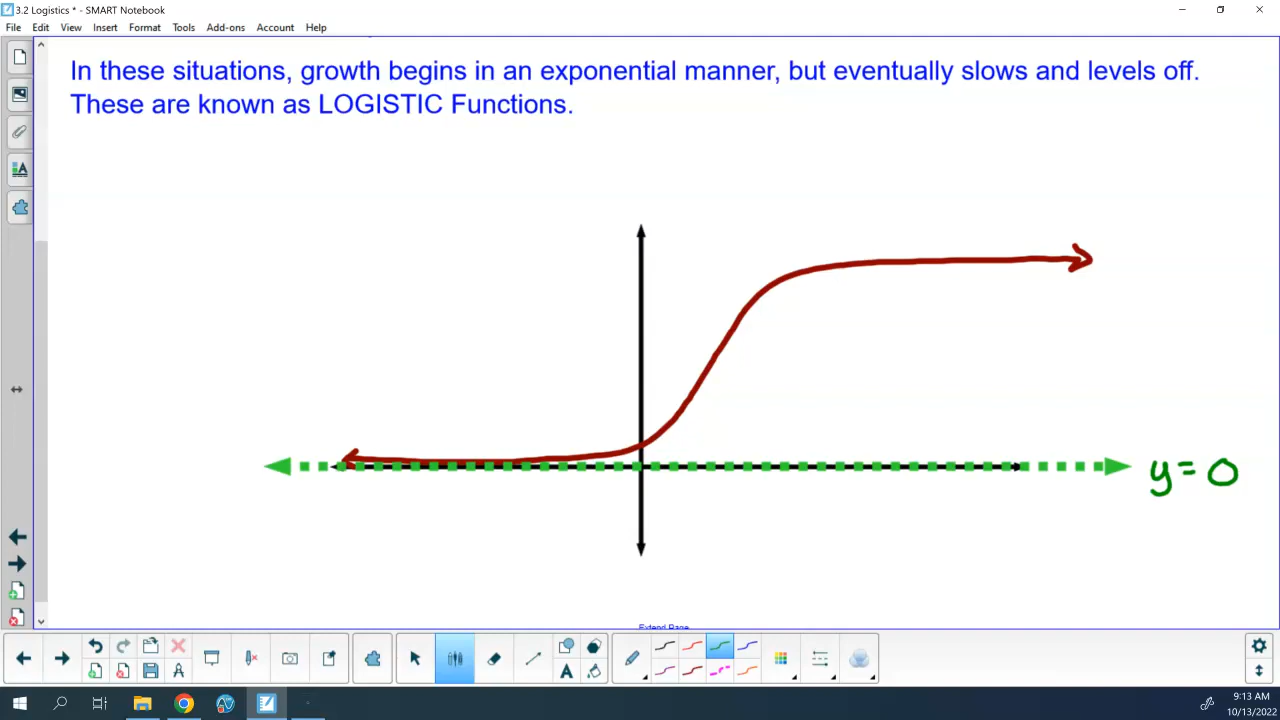 3.2 Logistics * - SMART Notebook
File Edit View Insert Format Tools Add-ons Account Help
In these situations, growth begins in an exponential manner, but eventually slows and levels off.
These are known as LOGISTIC Functions.
y = 0
Extend Page
9:13 AM
10/13/2022